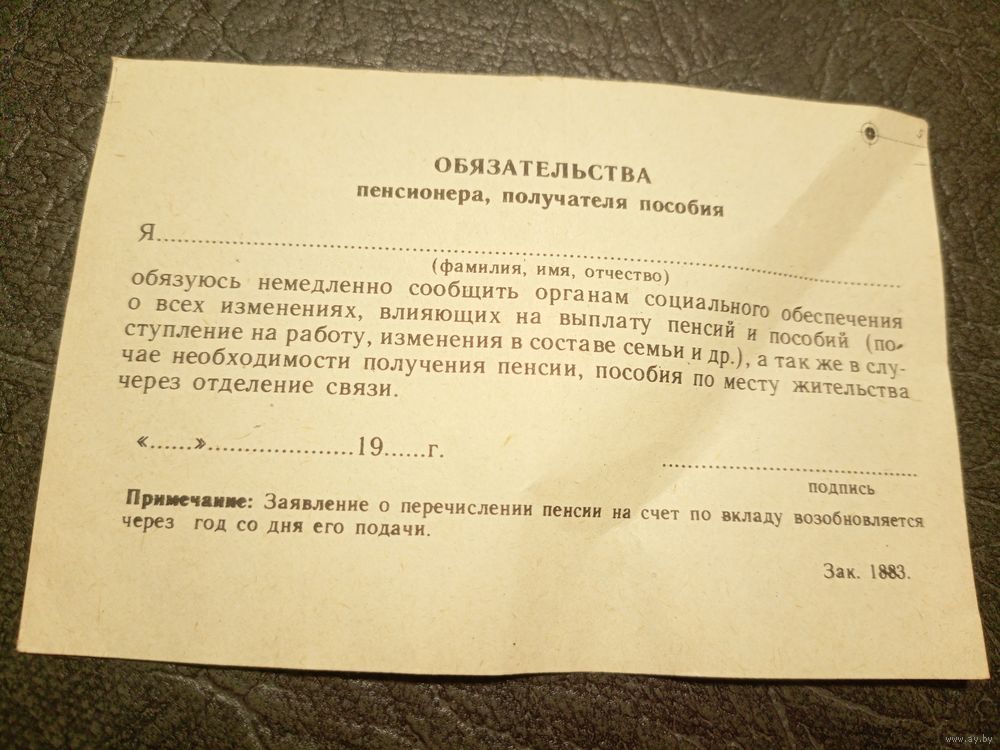 ОБЯЗАТЕЛЬСТВА
пенсионера, получателя пособия
Я..........................................................................................
(фамилия, имя, отчество)
обязуюсь немедленно сообщить органам социального обеспечения
о всех изменениях, влияющих на выплату пенсий и пособий (по-
ступление на работу, изменения в составе семьи и др.), а так же в слу-
чае необходимости получения пенсии, пособия по месту жительства
через отделение связи.
«......»....................19......г.
....................................
подпись
Примечание: Заявление о перечислении пенсии на счет по вкладу возобновляется
через год со дня его подачи.
Зак. 1883.
www.ay.by